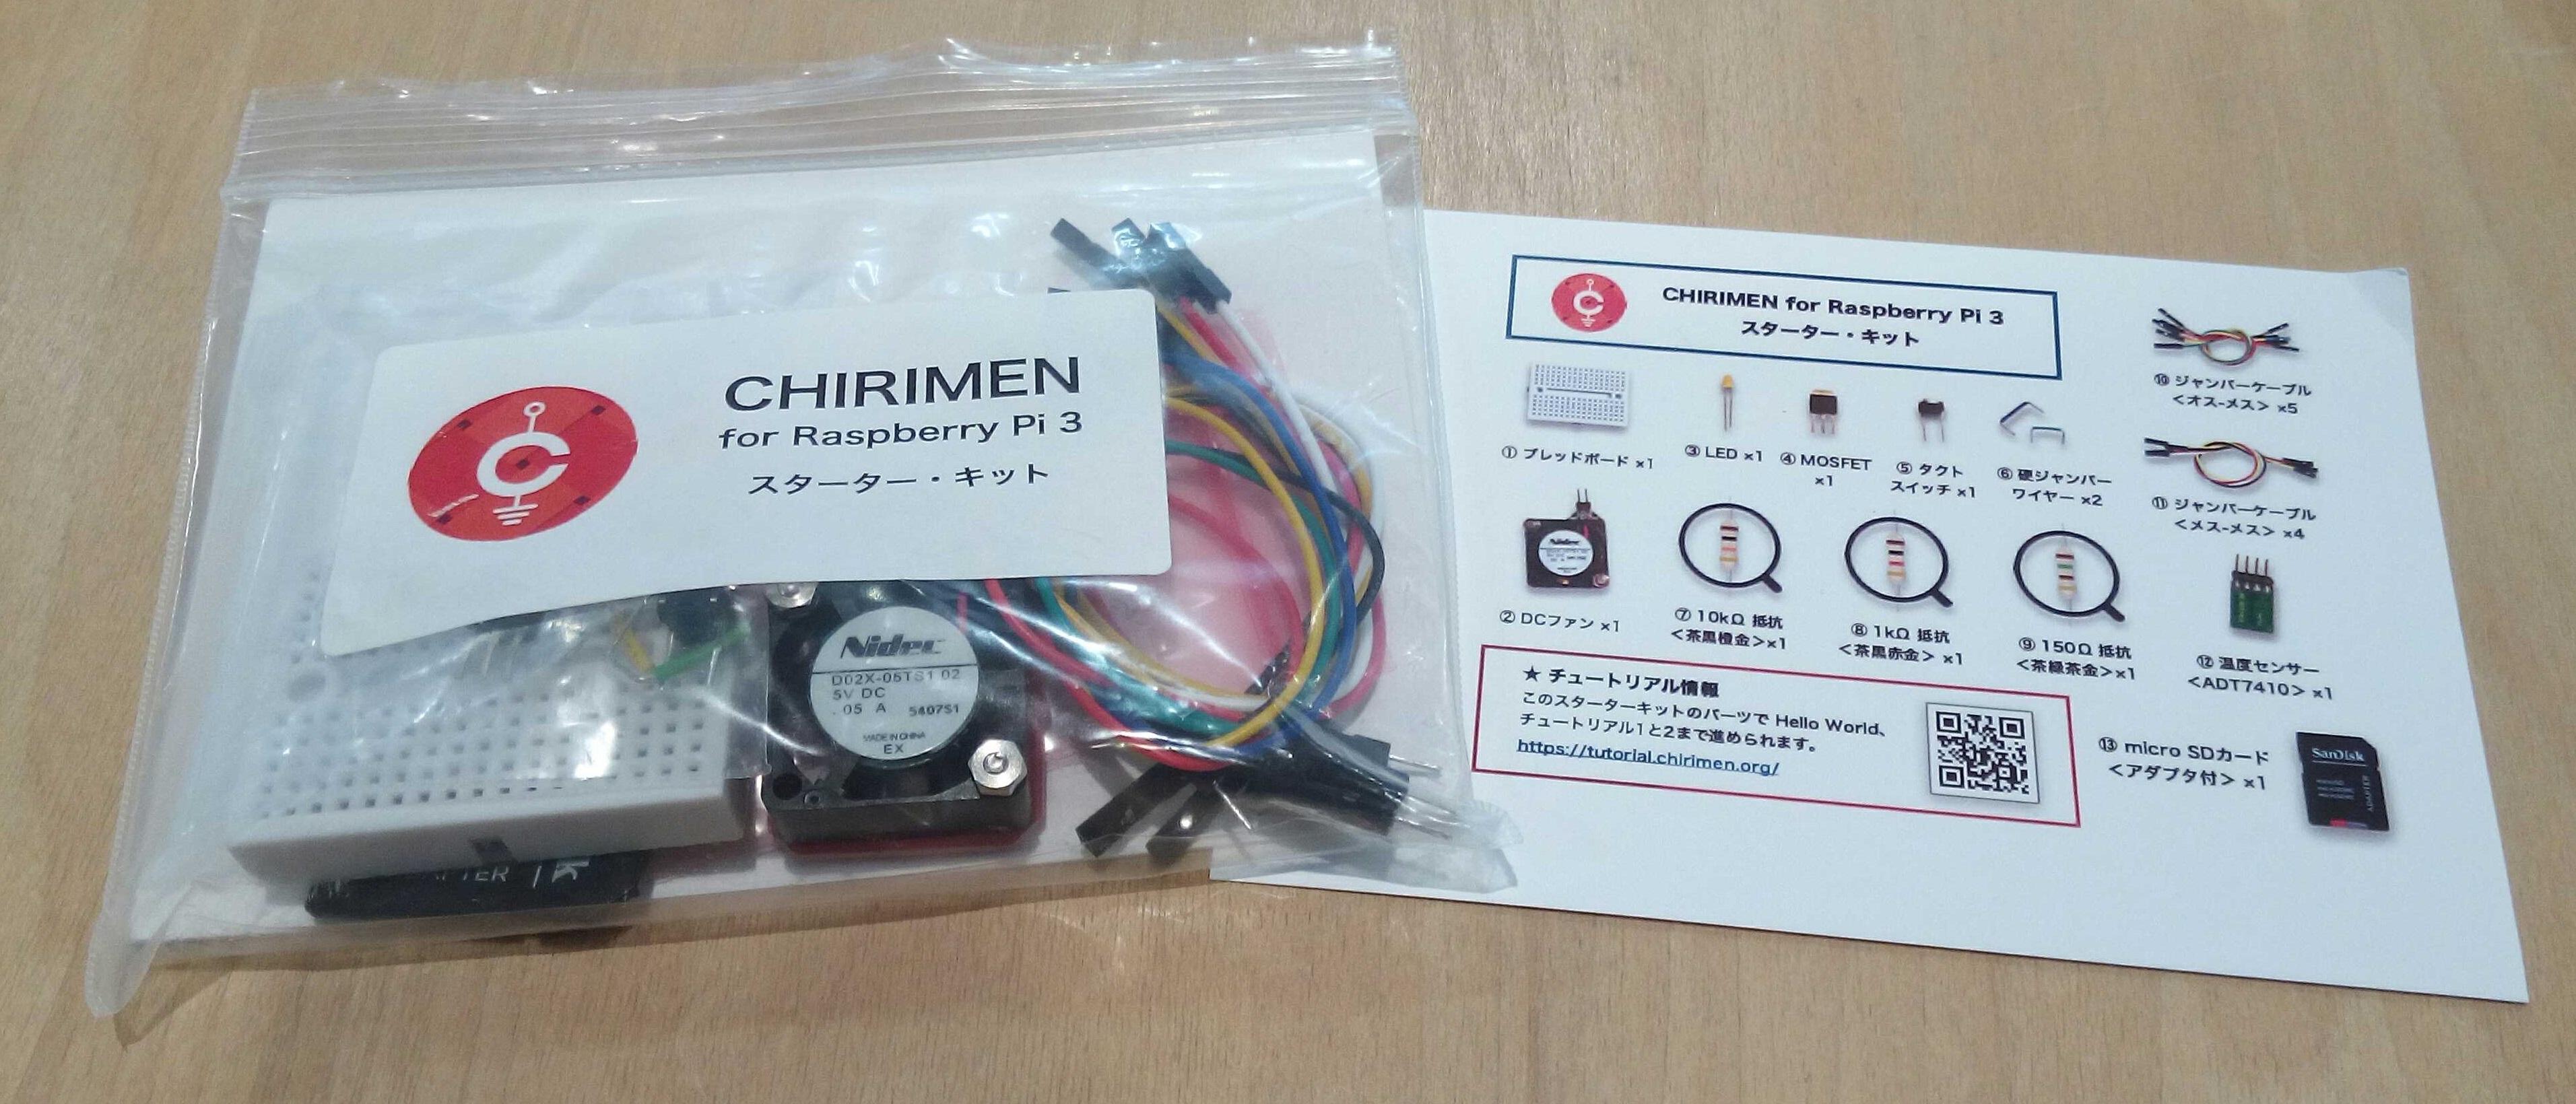 CHIRIMEN
for Raspberry Pi 3
スターター・キット
Nidec
D02X-05TS1 02
5V DC
.05 A 5407S1
MADE IN CHINA
EX
CHIRIMEN for Raspberry Pi 3
スターター・キット
① ブレッドボード ×1
③ LED ×1
④ MOSFET
×1
⑤ タクト
スイッチ ×1
⑥ 硬ジャンパー
ワイヤー ×2
⑩ ジャンパーケーブル
<オス-メス> ×5
⑪ ジャンパーケーブル
<メス-メス> ×4
Nidec
② DCファン ×1
⑦ 10kΩ 抵抗
<茶黒橙金>×1
⑧ 1kΩ 抵抗
<茶黒赤金> ×1
⑨ 150Ω 抵抗
<茶緑茶金>×1
⑫ 温度センサー
<ADT7410> ×1
★ チュートリアル情報
このスターターキットのパーツで Hello World、
チュートリアル1と2まで進められます。
https://tutorial.chirimen.org/
⑬ micro SDカード
<アダプタ付> ×1
SanDisk
ADAPTER